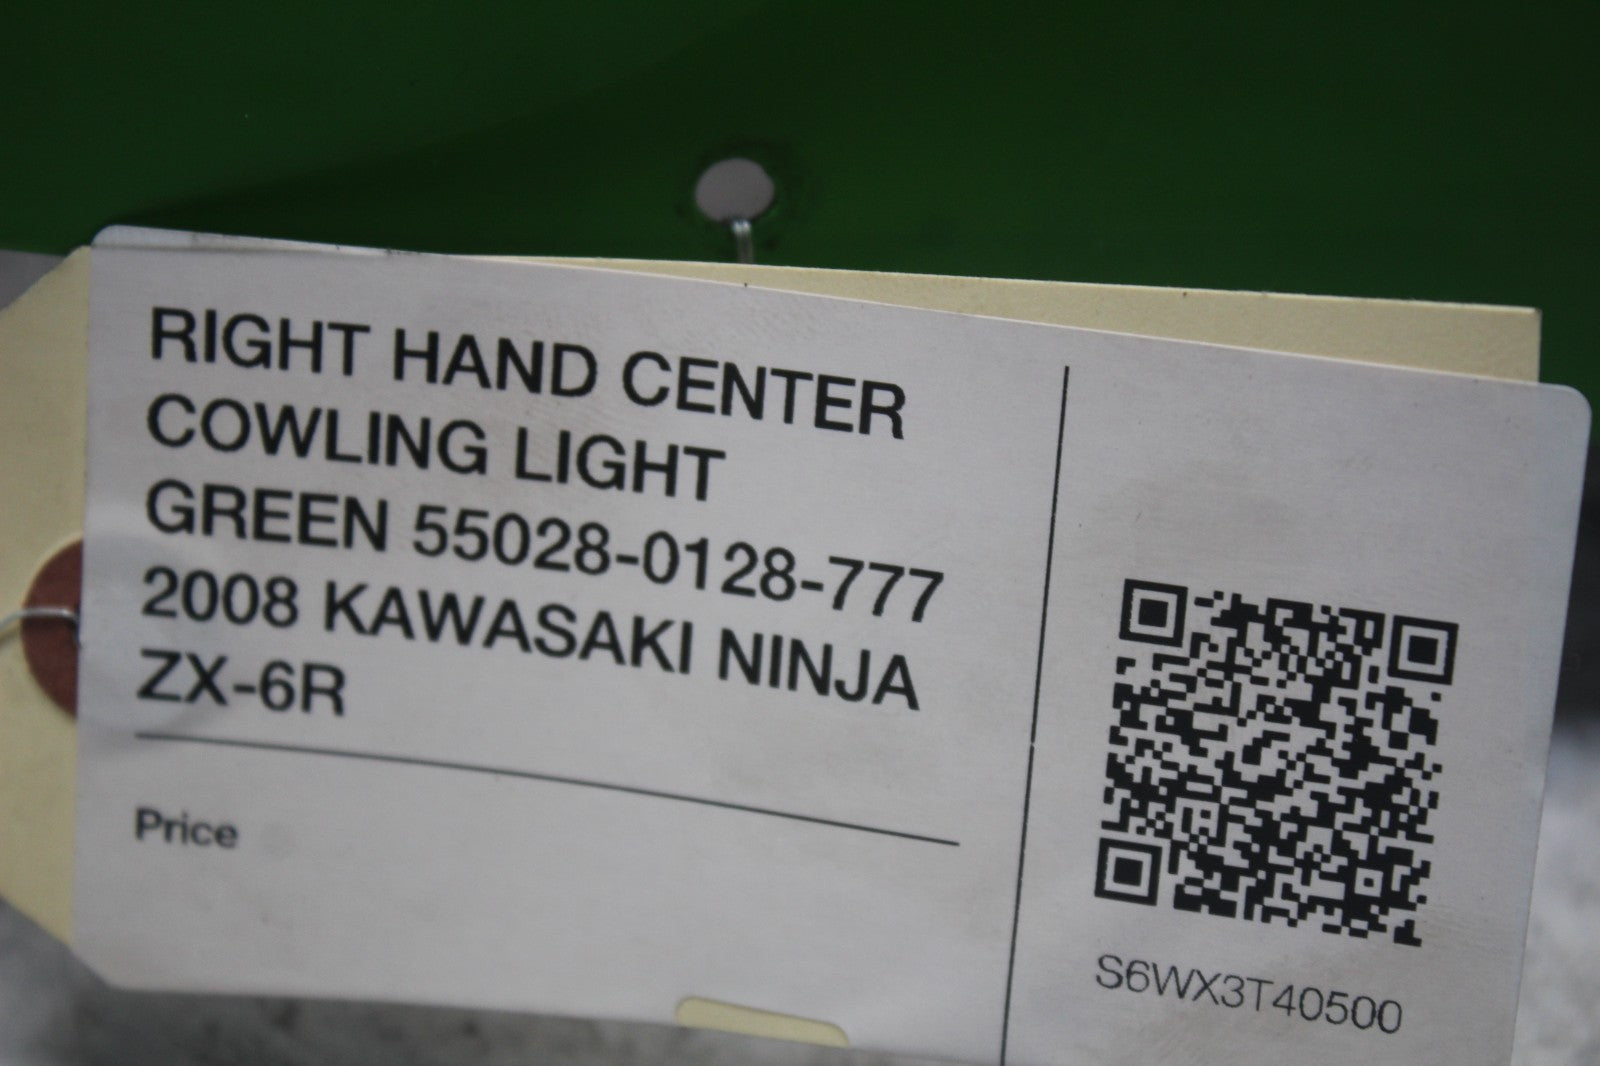 RIGHT HAND CENTER
COWLING LIGHT
GREEN 55028-0128-777
2008 KAWASAKI NINJA
ZX-6R
Price
S6WX3T40500